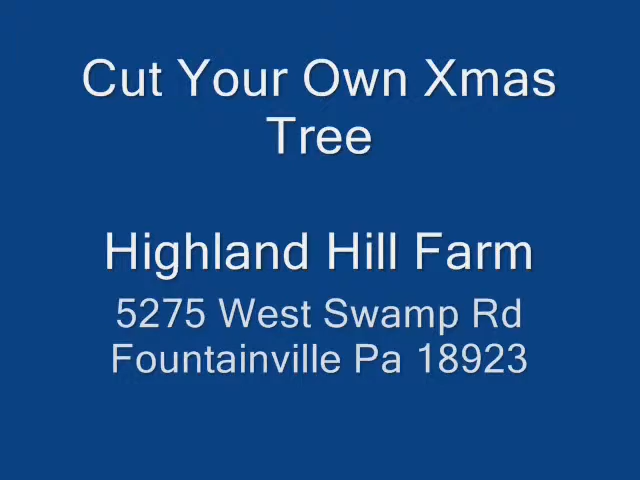 Cut Your Own Xmas
Tree
Highland Hill Farm
5275 West Swamp Rd
Fountainville Pa 18923